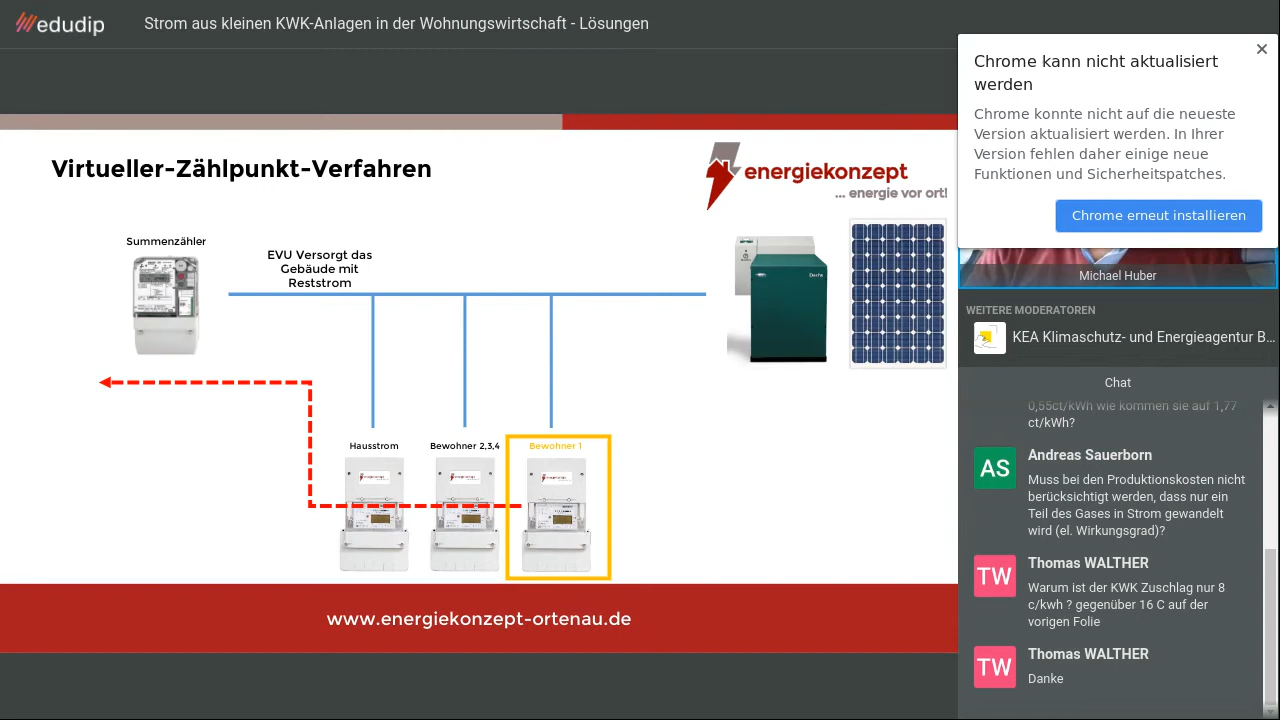 edudip
Strom aus kleinen KWK-Anlagen in der Wohnungswirtschaft - Lösungen
Virtueller-Zählpunkt-Verfahren
energiekonzept
... energie vor ort!
Summenzähler
EVU Versorgt das
Gebäude mit
Reststrom
Hausstrom
Bewohner 2,3,4
Bewohner 1
www.energiekonzept-ortenau.de
Chrome kann nicht aktualisiert
werden
Chrome konnte nicht auf die neueste
Version aktualisiert werden. In Ihrer
Version fehlen daher einige neue
Funktionen und Sicherheitspatches.
Chrome erneut installieren
Michael Huber
WEITERE MODERATOREN
KEA Klimaschutz- und Energieagentur B...
Chat
0,55ct/kWh wie kommen sie auf 1,77
ct/kWh?
AS
Andreas Sauerborn
Muss bei den Produktionskosten nicht
berücksichtigt werden, dass nur ein
Teil des Gases in Strom gewandelt
wird (el. Wirkungsgrad)?
TW
Thomas WALTHER
Warum ist der KWK Zuschlag nur 8
c/kwh ? gegenüber 16 C auf der
vorigen Folie
TW
Thomas WALTHER
Danke